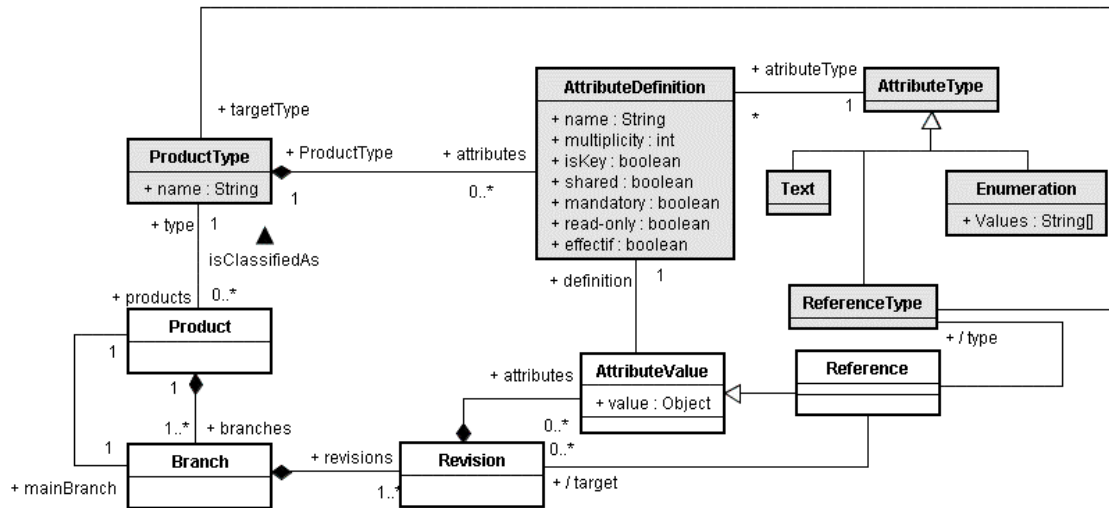 + targetType
ProductType
+ name : String
+ ProductType
1
+ attributes
0..*
AttributeDefinition
+ name : String
+ multiplicity : int
+ isKey : boolean
+ shared : boolean
+ mandatory : boolean
+ read-only : boolean
+ effectif : boolean
+ atributeType
1
*
AttributeType
Text
Enumeration
+ Values : String[]
+ type
1
isClassifiedAs
+ products
0..*
+ definition
1
ReferenceType
+ / type
Product
1
1
AttributeValue
+ value : Object
+ attributes
0..*
Reference
1..*
+ branches
1
Branch
+ mainBranch
+ revisions
1..*
Revision
0..*
+ / target